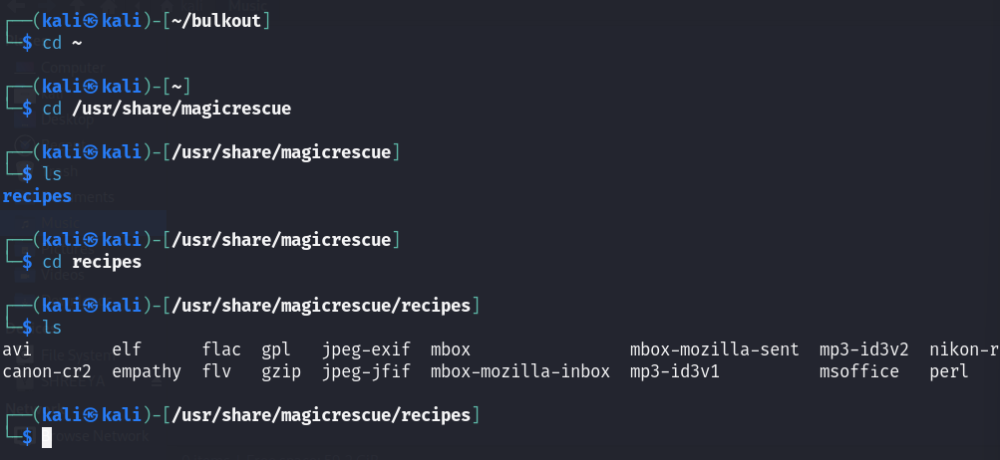 ┌──(kali㉿kali)-[~/bulkout]
└─$ cd ~
┌──(kali㉿kali)-[~]
└─$ cd /usr/share/magicrescue
┌──(kali㉿kali)-[/usr/share/magicrescue]
└─$ ls
recipes
┌──(kali㉿kali)-[/usr/share/magicrescue]
└─$ cd recipes
┌──(kali㉿kali)-[/usr/share/magicrescue/recipes]
└─$ ls
avi elf flac gpl jpeg-exif mbox mbox-mozilla-sent mp3-id3v2 nikon-r
canon-cr2 empathy flv gzip jpeg-jfif mbox-mozilla-inbox mp3-id3v1 msoffice perl
┌──(kali㉿kali)-[/usr/share/magicrescue/recipes]
└─$